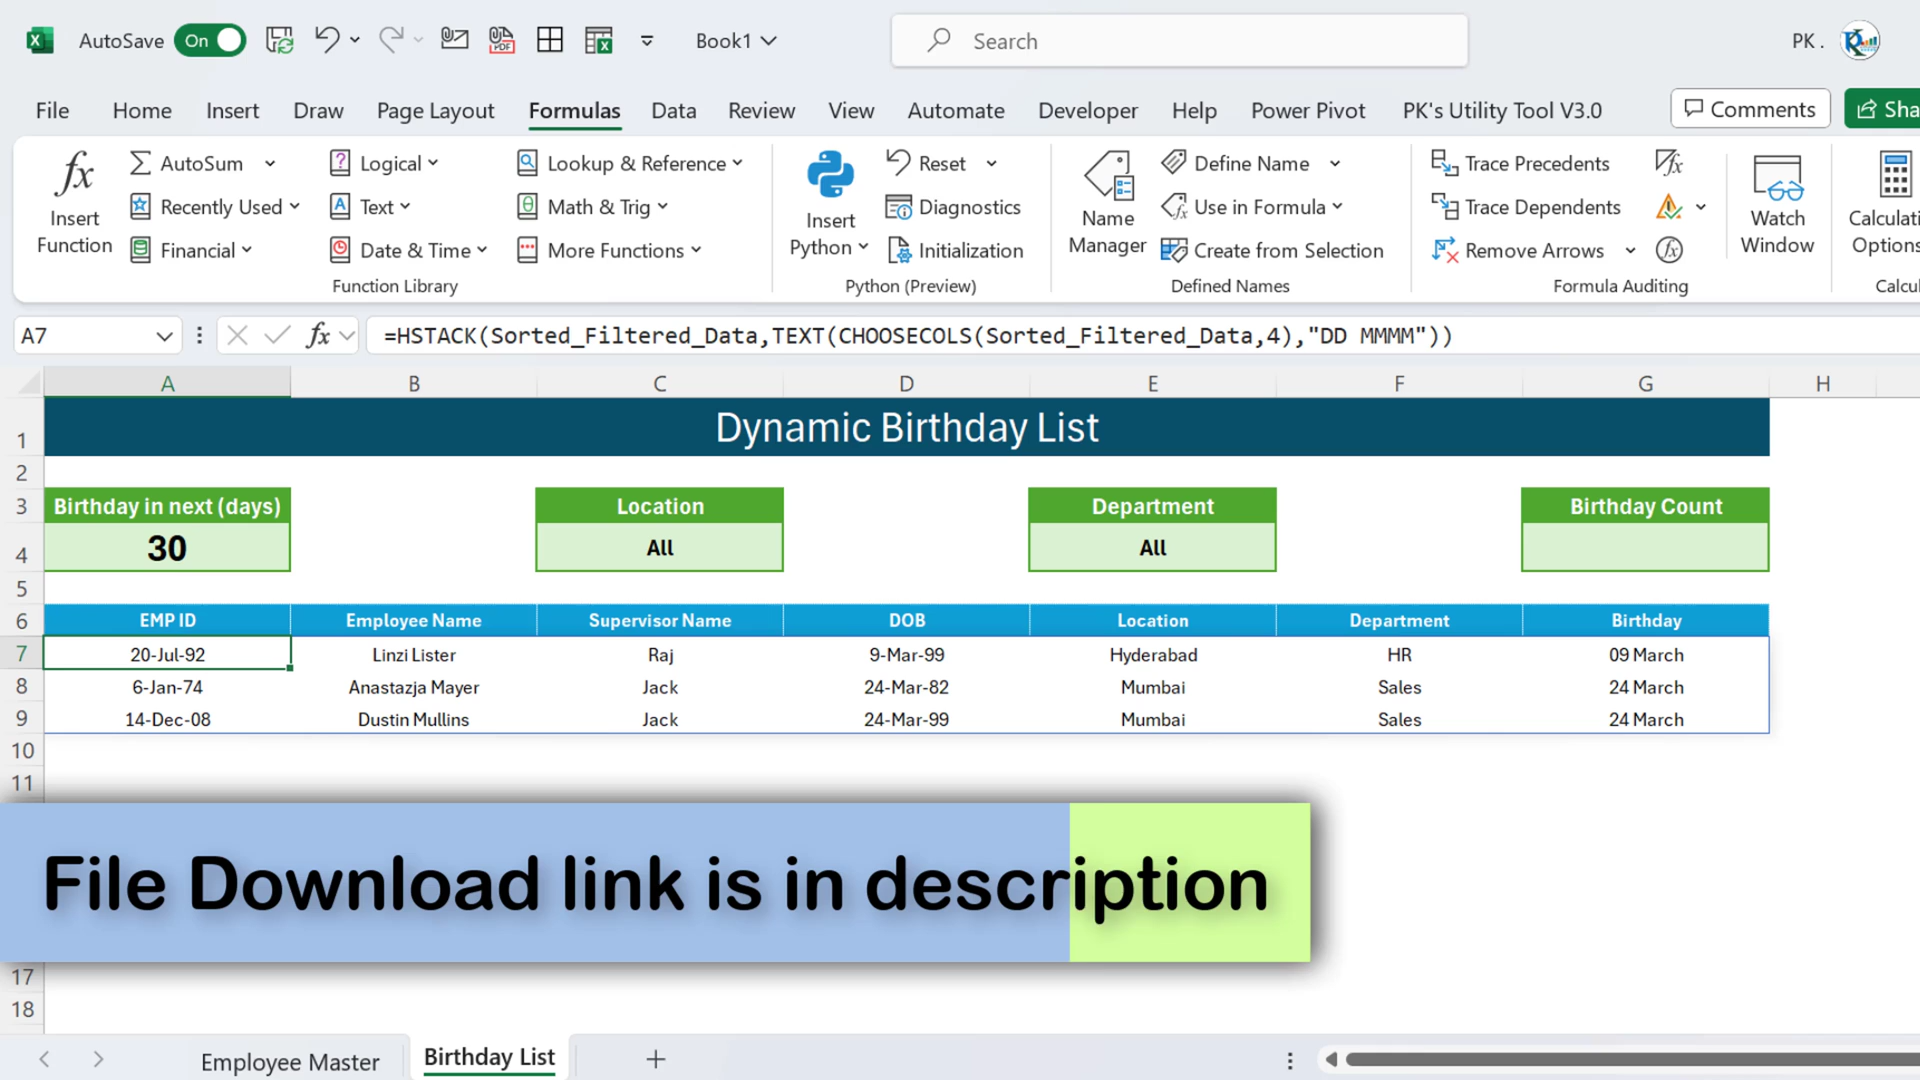 AutoSave On Book1 Search PK .
File Home Insert Draw Page Layout Formulas Data Review View Automate Developer Help Power Pivot PK's Utility Tool V3.0 Comments Sha
AutoSum Logical Lookup & Reference Reset Define Name Trace Precedents
Insert Function Recently Used Text Math & Trig Insert Python Diagnostics Name Manager Use in Formula Trace Dependents Watch Window Calculati Options
Financial Date & Time More Functions Initialization Create from Selection Remove Arrows
Function Library Python (Preview) Defined Names Formula Auditing Calcu
A7 fx =HSTACK(Sorted_Filtered_Data,TEXT(CHOOSECOLS(Sorted_Filtered_Data,4),"DD MMMM"))
A B C D E F G H
1 Dynamic Birthday List
2
3 Birthday in next (days) Location Department Birthday Count
4 30 All All
5
6 EMP ID Employee Name Supervisor Name DOB Location Department Birthday
7 20-Jul-92 Linzi Lister Raj 9-Mar-99 Hyderabad HR 09 March
8 6-Jan-74 Anastazja Mayer Jack 24-Mar-82 Mumbai Sales 24 March
9 14-Dec-08 Dustin Mullins Jack 24-Mar-99 Mumbai Sales 24 March
10
11
File Download link is in description
17
18
Employee Master Birthday List